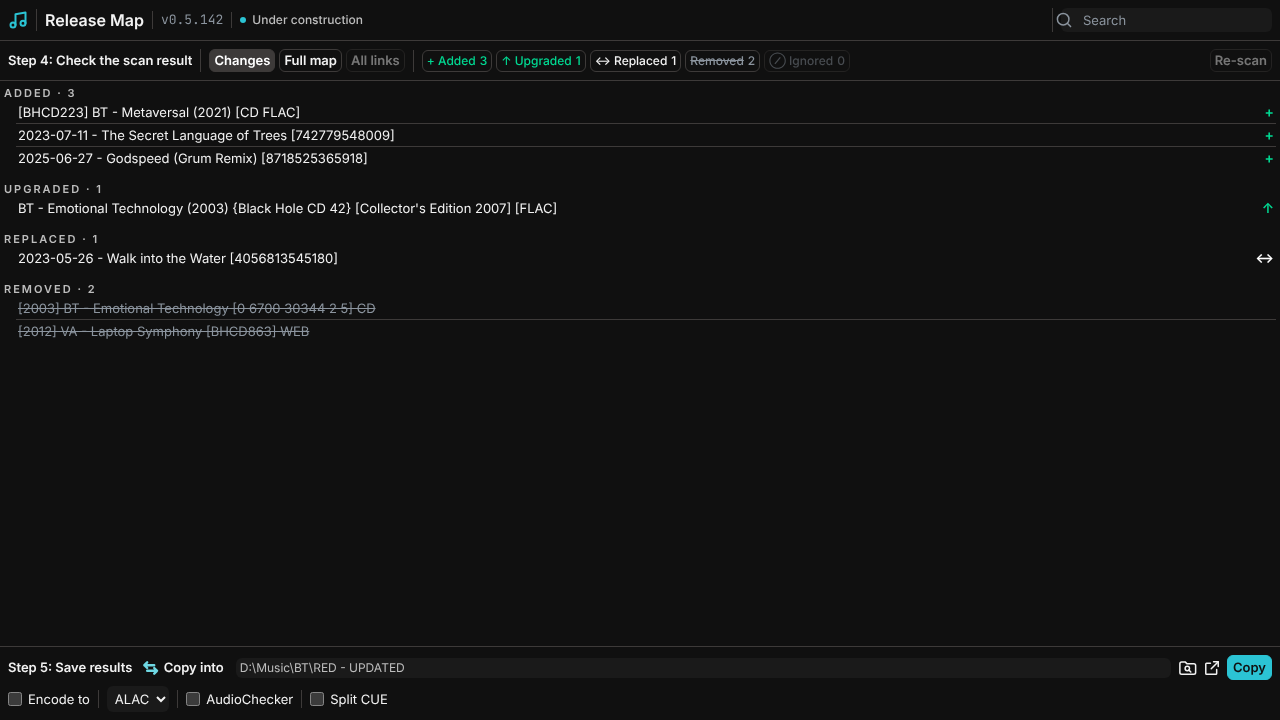 Release Map v0.5.142 Under construction Search
Step 4: Check the scan result Changes Full map All links + Added 3 ↑ Upgraded 1 ↔ Replaced 1 Removed 2 Ignored 0 Re-scan
ADDED · 3
[BHCD223] BT - Metaversal (2021) [CD FLAC] +
2023-07-11 - The Secret Language of Trees [742779548009] +
2025-06-27 - Godspeed (Grum Remix) [8718525365918] +
UPGRADED · 1
BT - Emotional Technology (2003) {Black Hole CD 42} [Collector's Edition 2007] [FLAC] ↑
REPLACED · 1
2023-05-26 - Walk into the Water [4056813545180] ↔
REMOVED · 2
[2003] BT - Emotional Technology [0 6700 30344 2 5] CD
[2012] VA - Laptop Symphony [BHCD863] WEB
Step 5: Save results Copy into D:\Music\BT\RED - UPDATED Copy
Encode to ALAC AudioChecker Split CUE